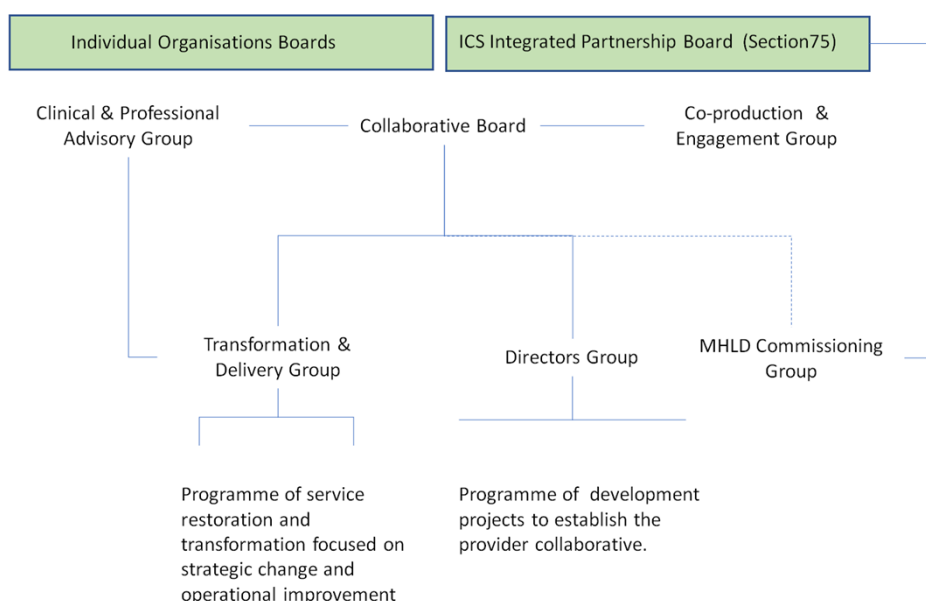 Individual Organisations Boards
ICS Integrated Partnership Board (Section75)
Clinical & Professional
Advisory Group
Collaborative Board
Co-production &
Engagement Group
Transformation &
Delivery Group
Directors Group
MHLD Commissioning
Group
Programme of service
restoration and
transformation focused on
strategic change and
operational improvement
Programme of development
projects to establish the
provider collaborative.